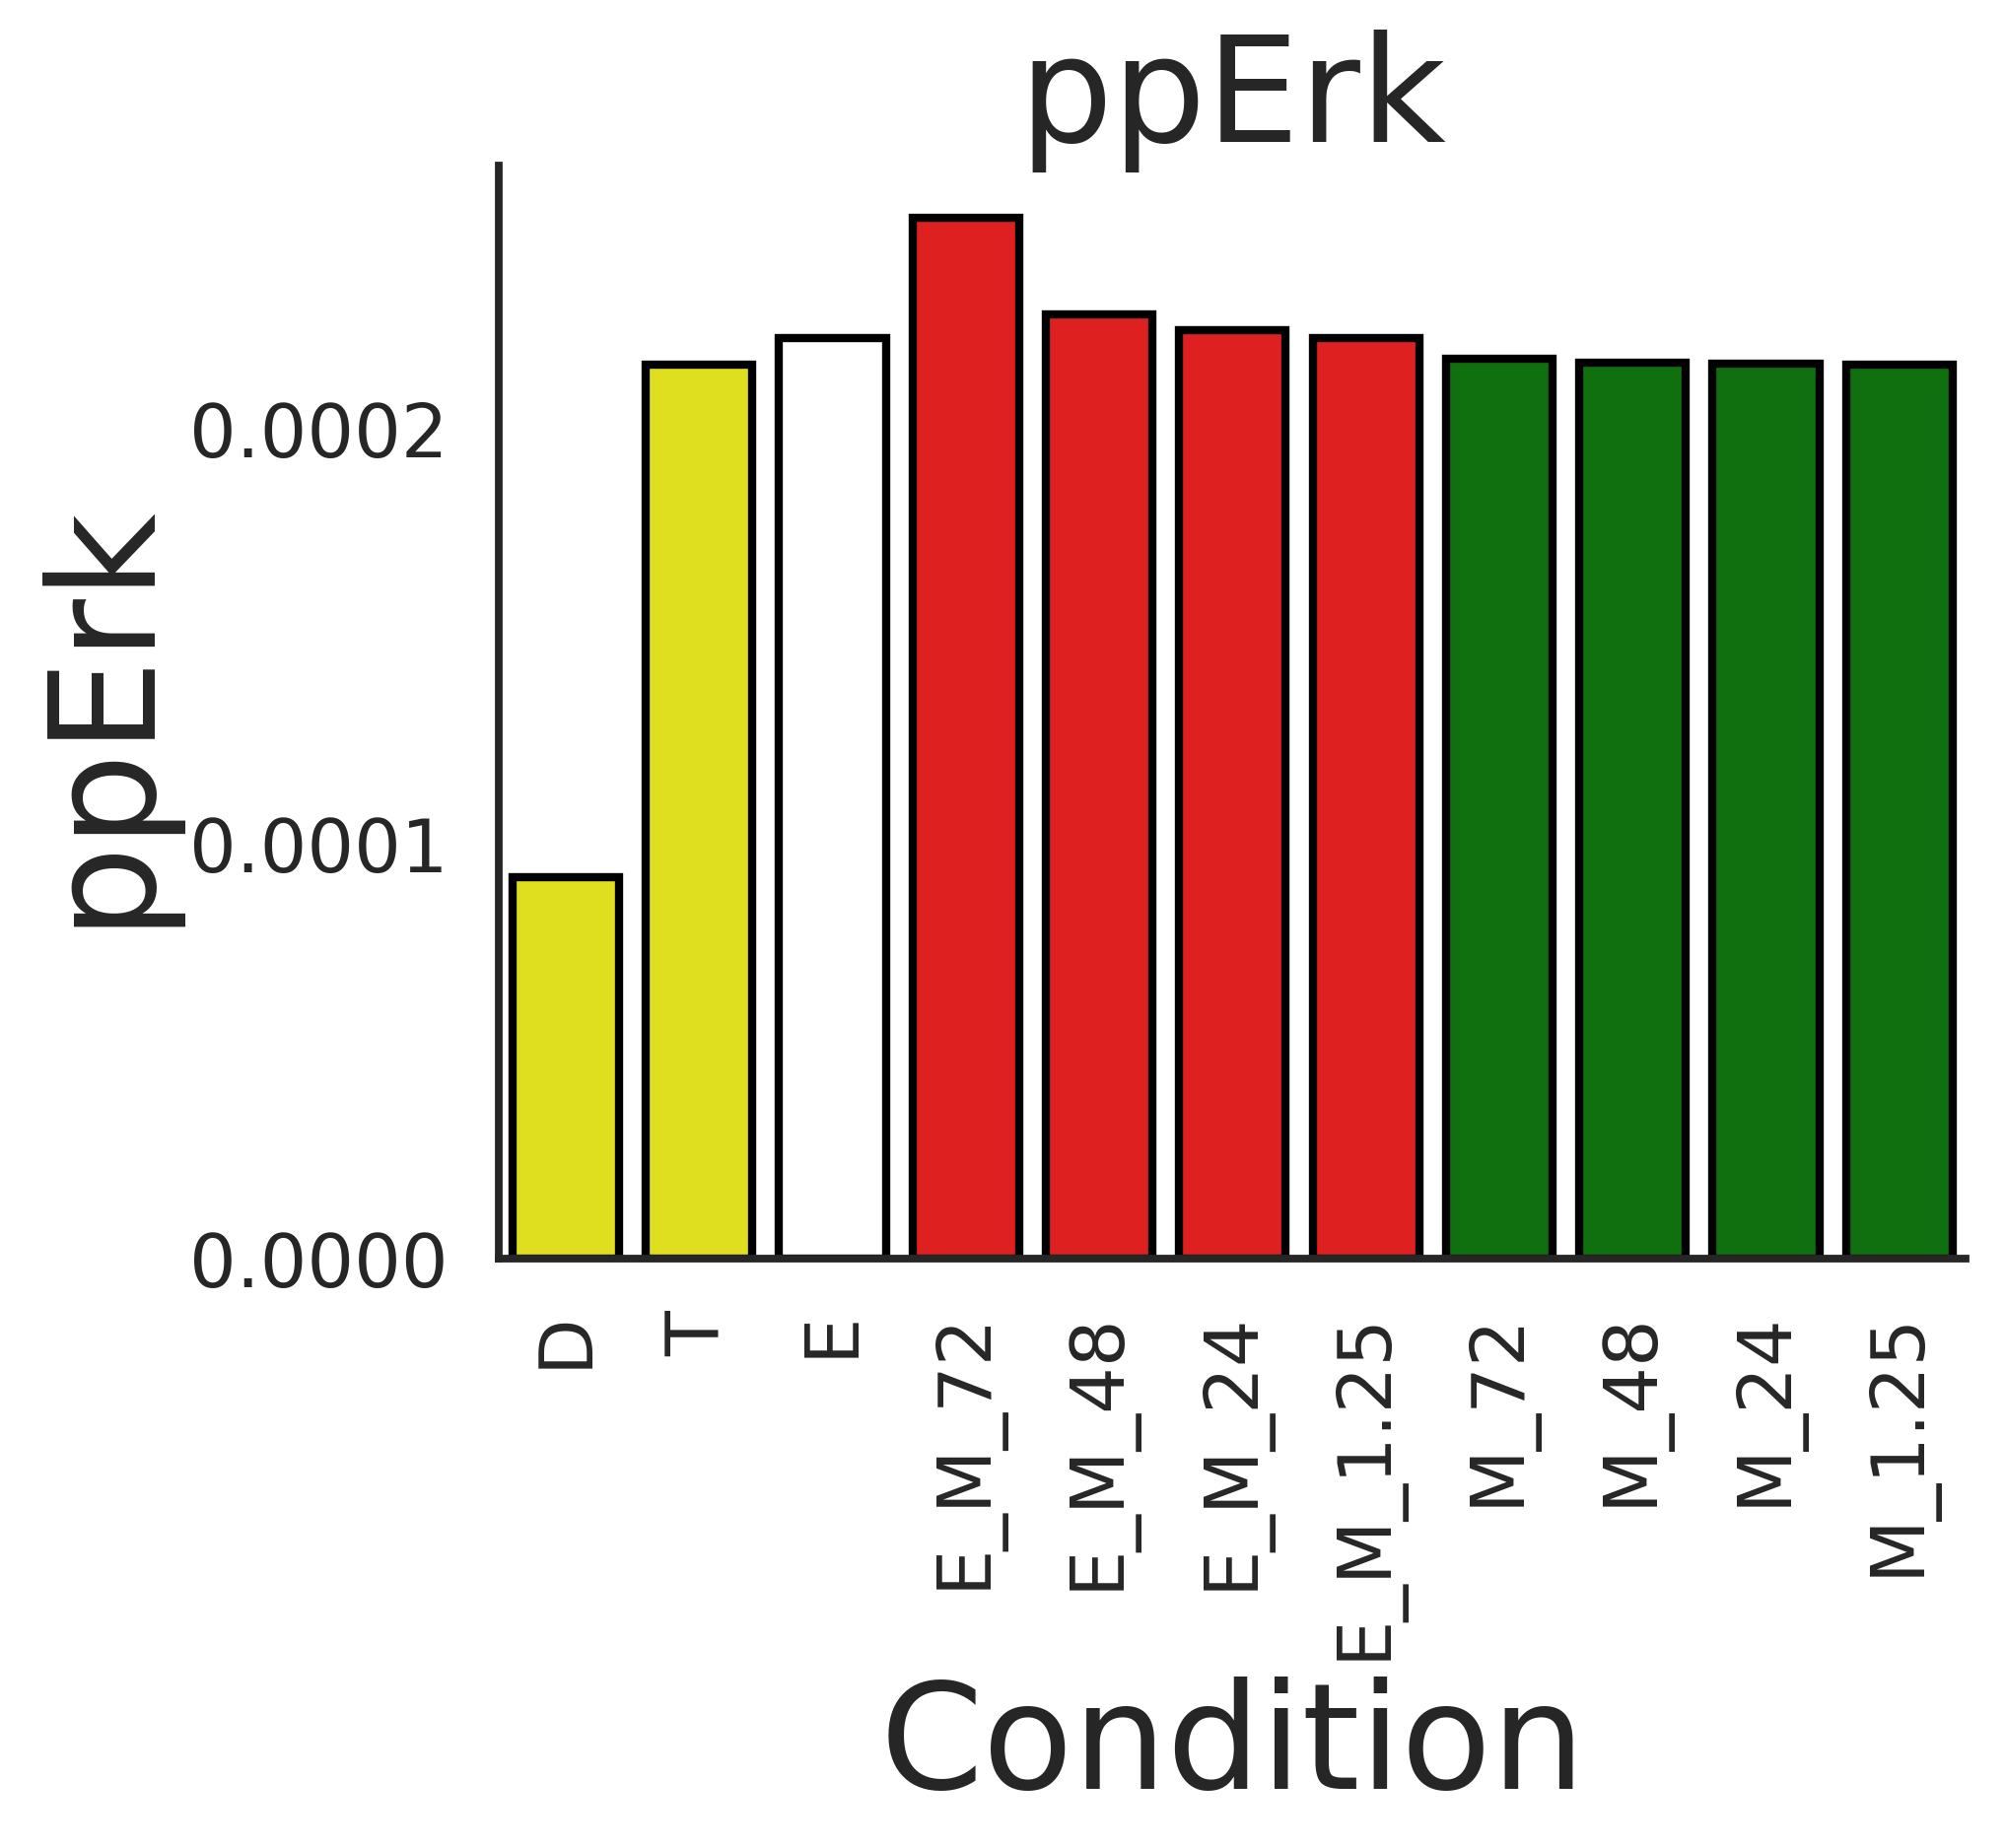 ppErk
ppErk
0.0002
0.0001
0.0000
D
T
E
E_M_72
E_M_48
E_M_24
E_M_1.25
M_72
M_48
M_24
M_1.25
Condition